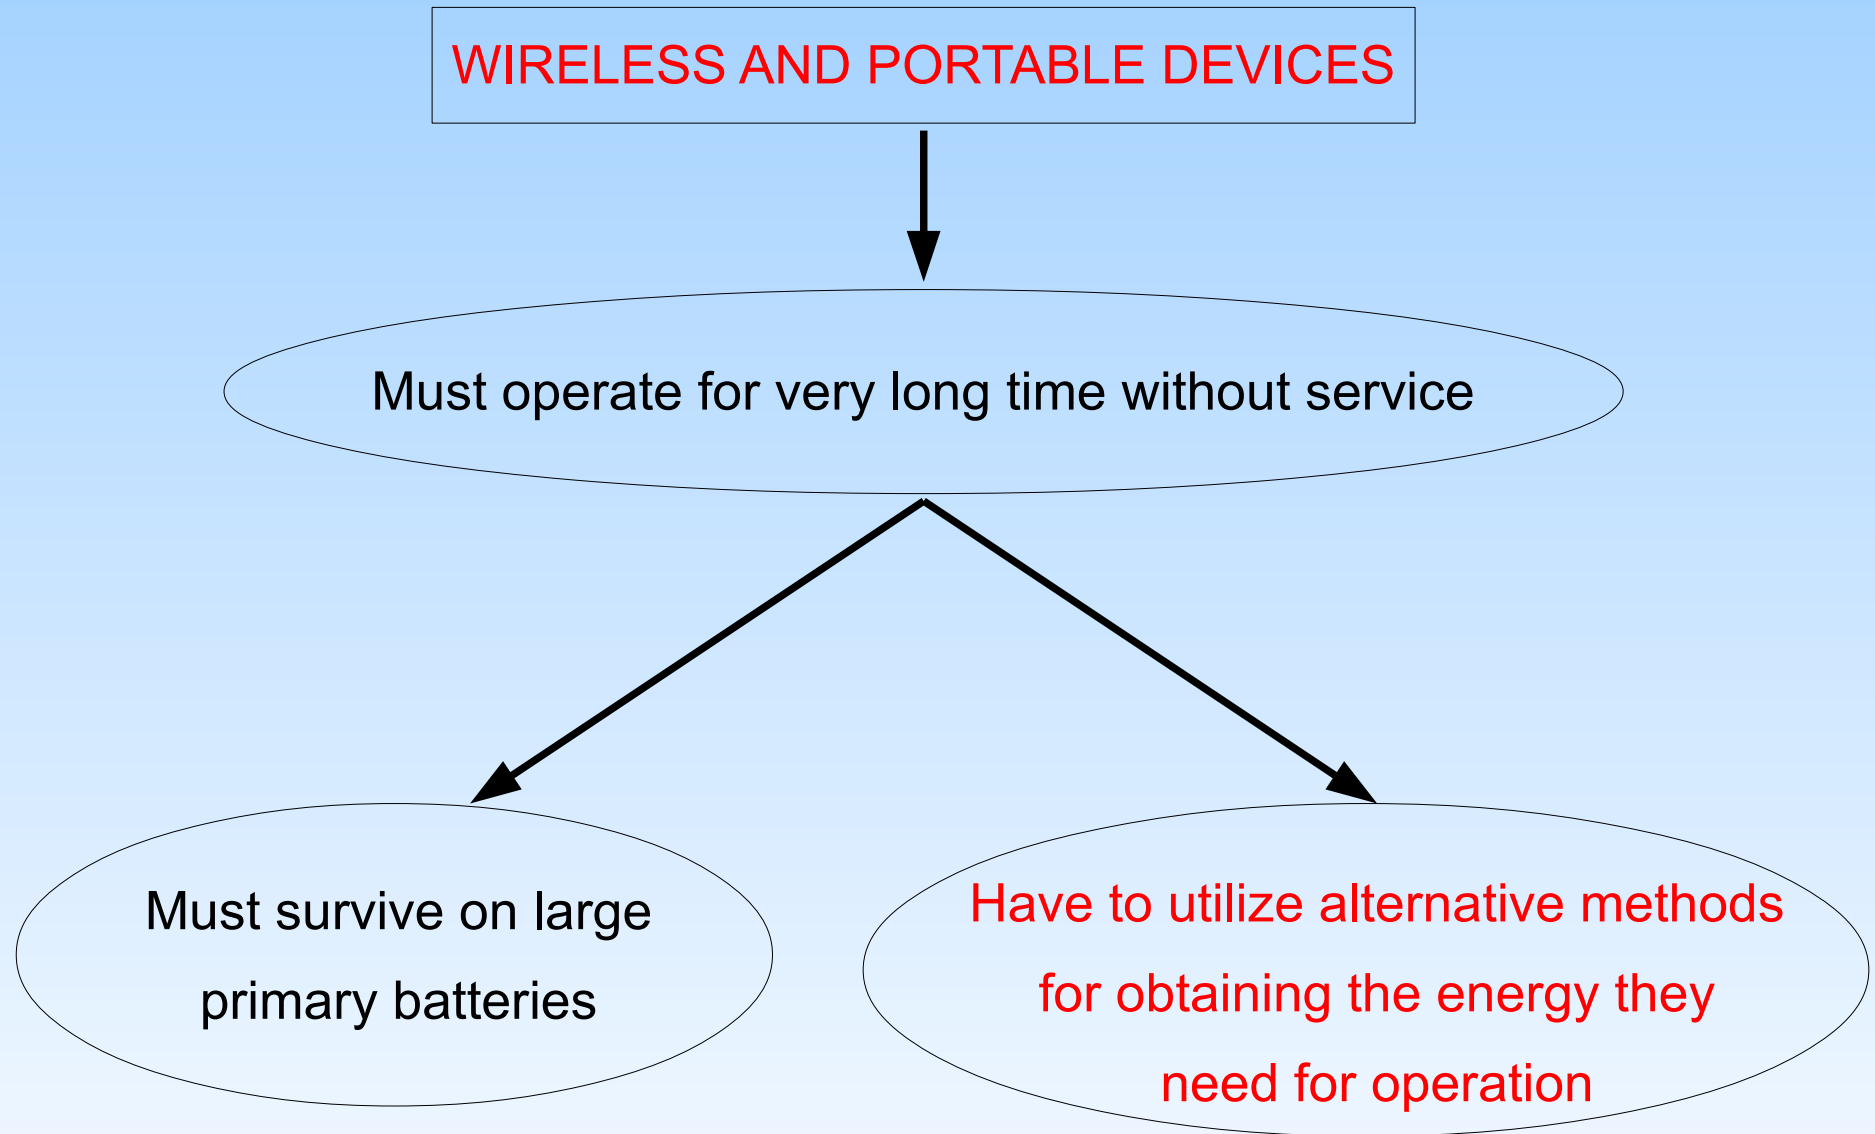 WIRELESS AND PORTABLE DEVICES
Must operate for very long time without service
Must survive on large
primary batteries
Have to utilize alternative methods
for obtaining the energy they
need for operation